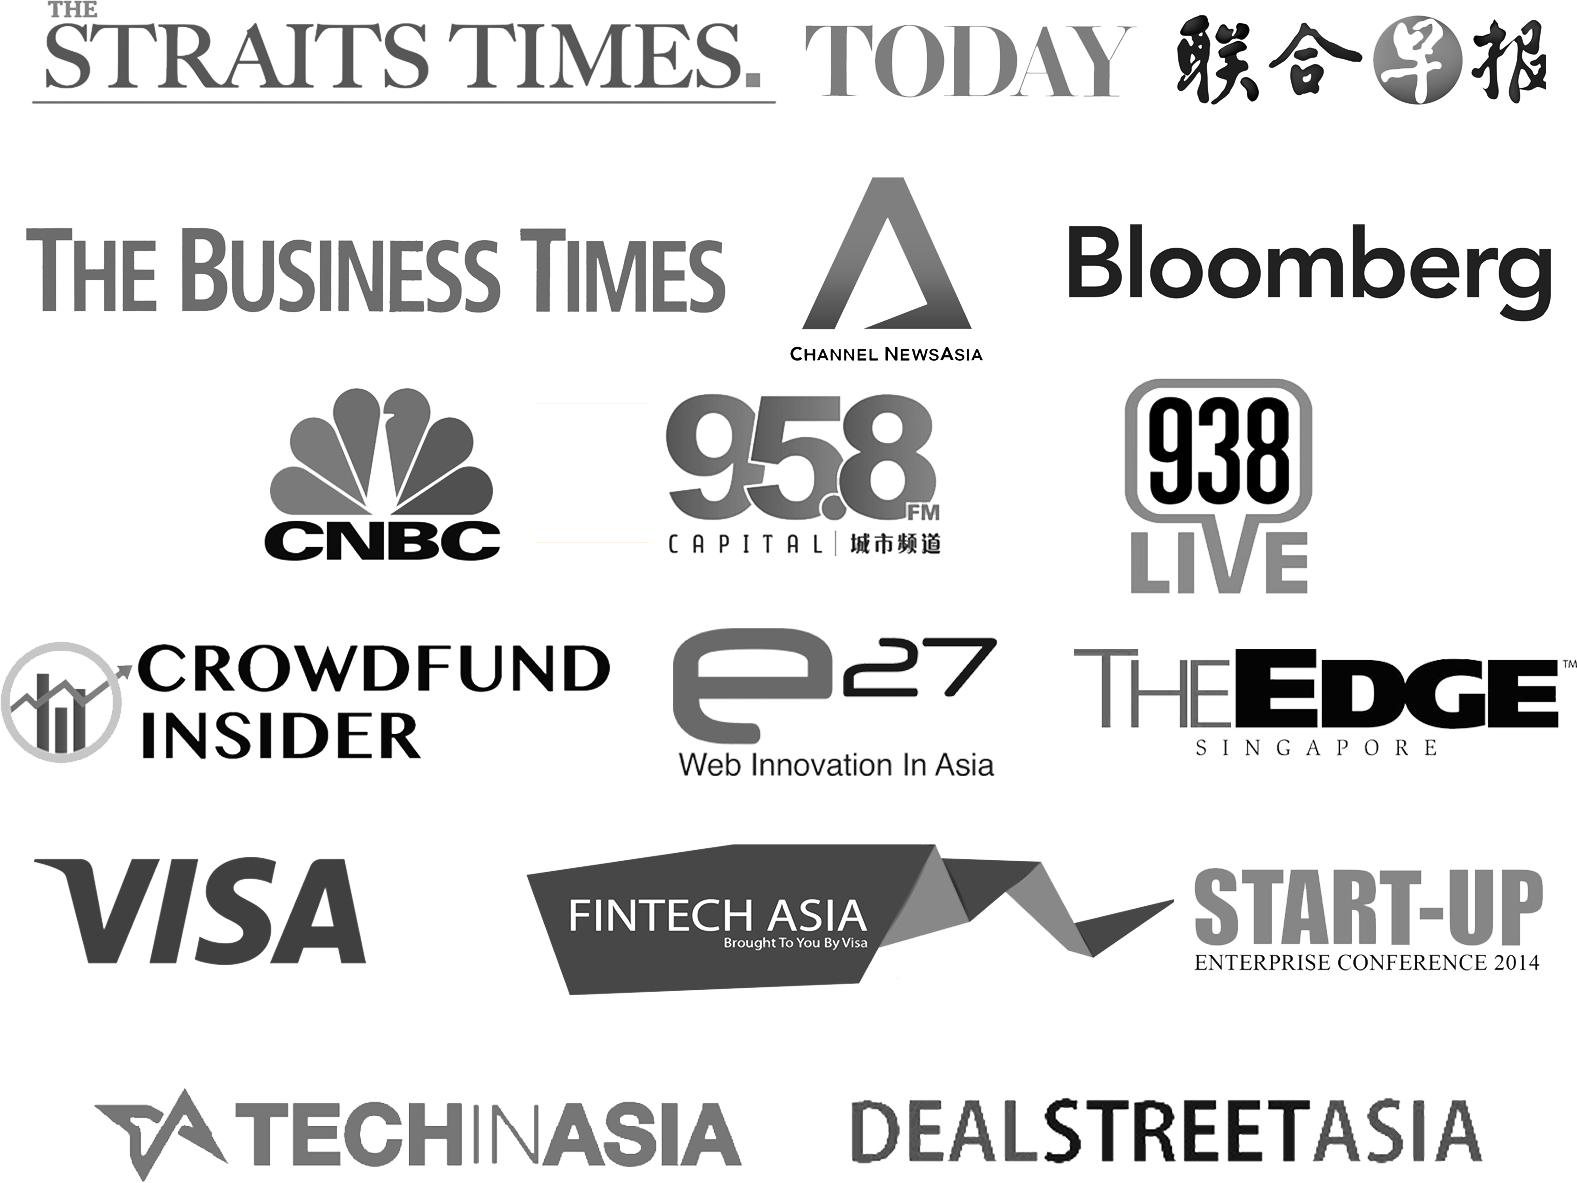 THE
STRAITS TIMES.
TODAY
联合早报
THE BUSINESS TIMES
CHANNEL NEWSASIA
Bloomberg
CNBC
95.8 FM
CAPITAL | 城市频道
938
LIVE
CROWDFUND
INSIDER
e27
Web Innovation In Asia
THE EDGE™
SINGAPORE
VISA
FINTECH ASIA
Brought To You By Visa
START-UP
ENTERPRISE CONFERENCE 2014
TECHINASIA
DEALSTREETASIA